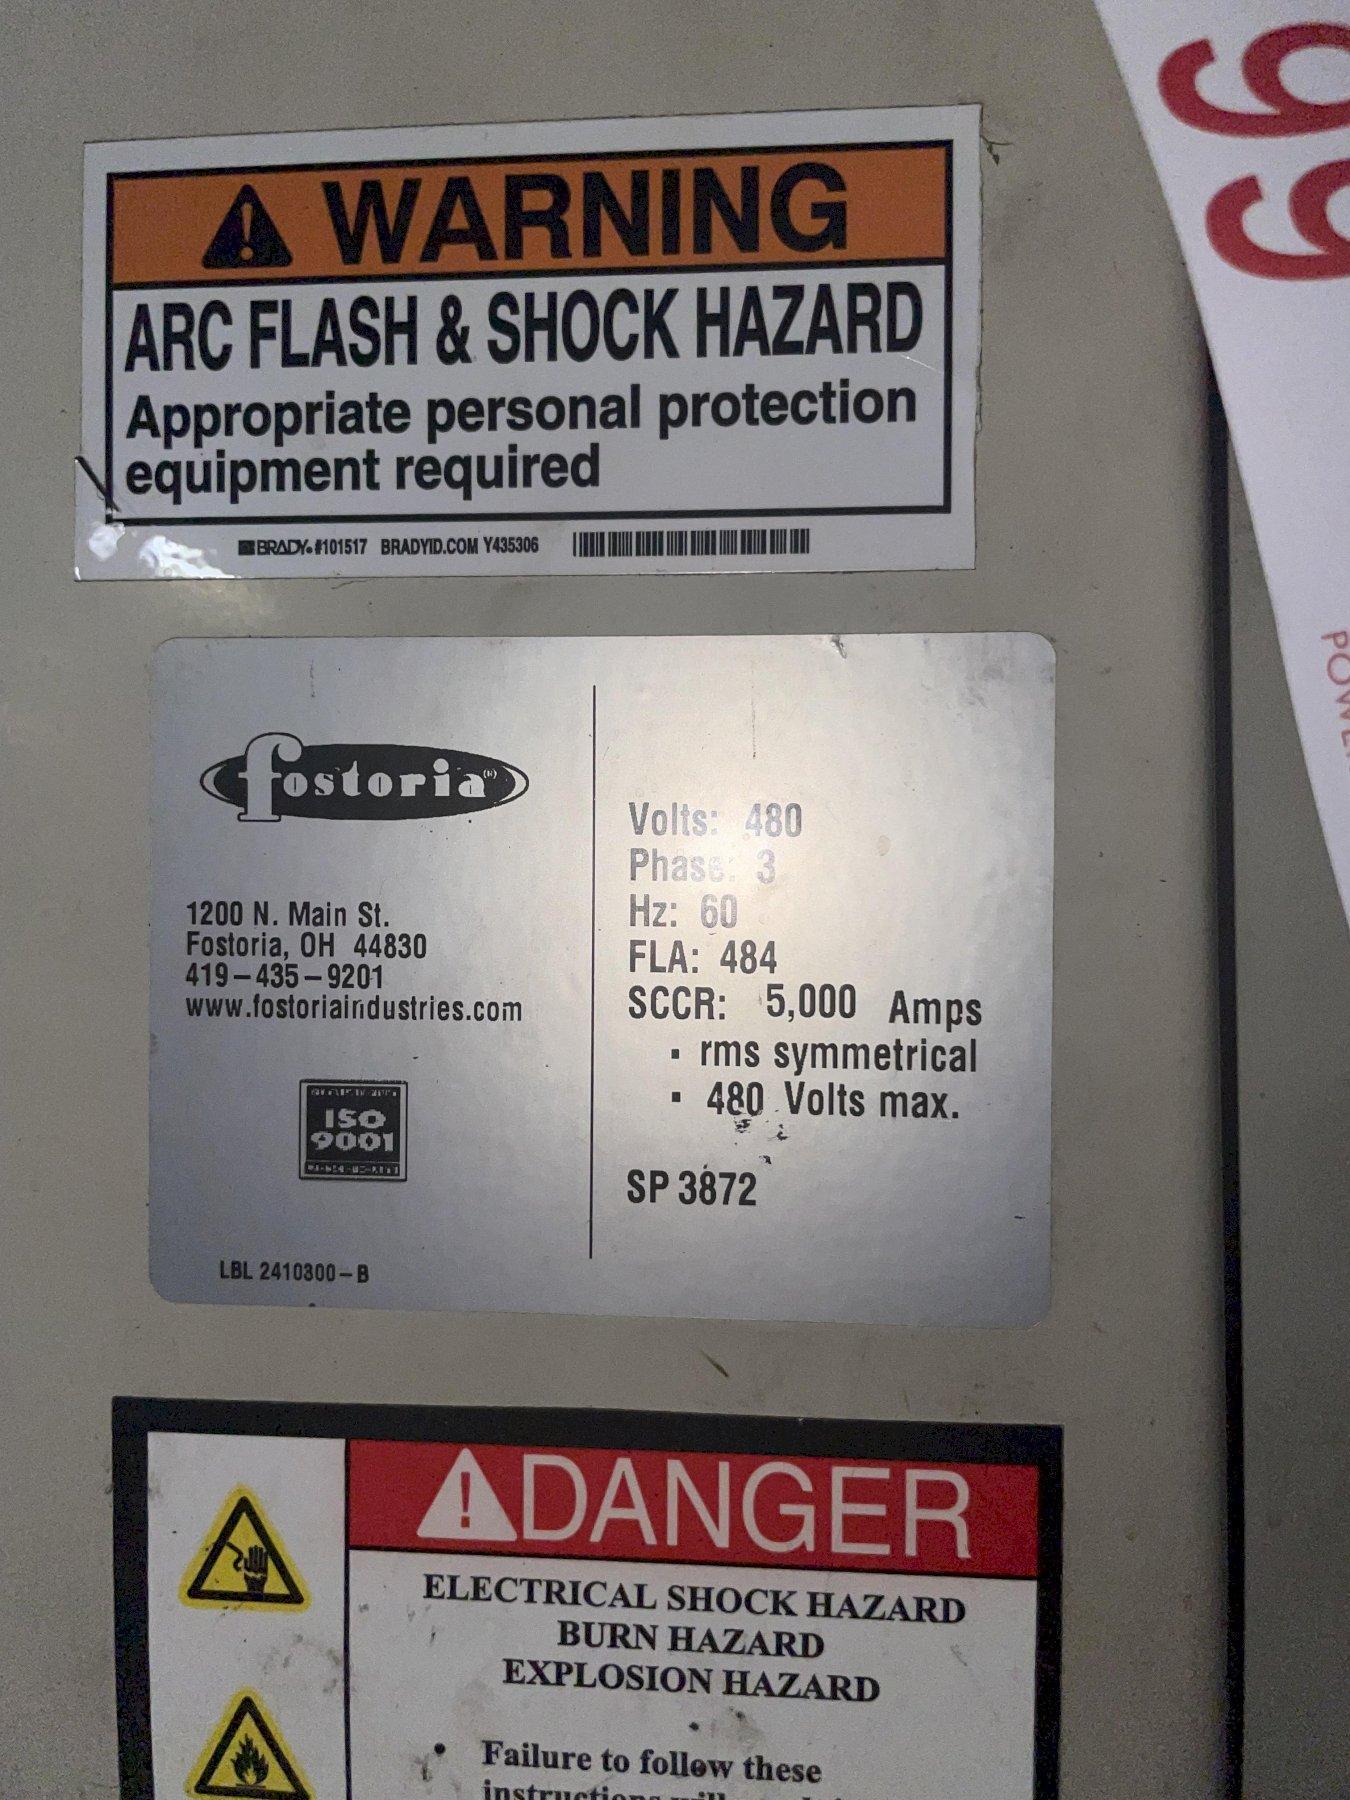 99
WARNING
ARC FLASH & SHOCK HAZARD
Appropriate personal protection
equipment required
BRADY #101517 BRADYID.COM Y435306
fostoria
1200 N. Main St.
Fostoria, OH 44830
419-435-9201
www.fostoriaindustries.com
ISO
9001
LBL 2410300-B
Volts: 480
Phase: 3
Hz: 60
FLA: 484
SCCR: 5,000 Amps
▪ rms symmetrical
▪ 480 Volts max.
SP 3872
DANGER
ELECTRICAL SHOCK HAZARD
BURN HAZARD
EXPLOSION HAZARD
• Failure to follow these
instructions will